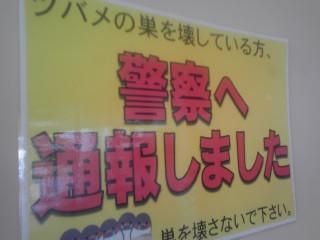 ツバメの巣を壊している方、
警察へ
通報しました
巣を壊さないで下さい。